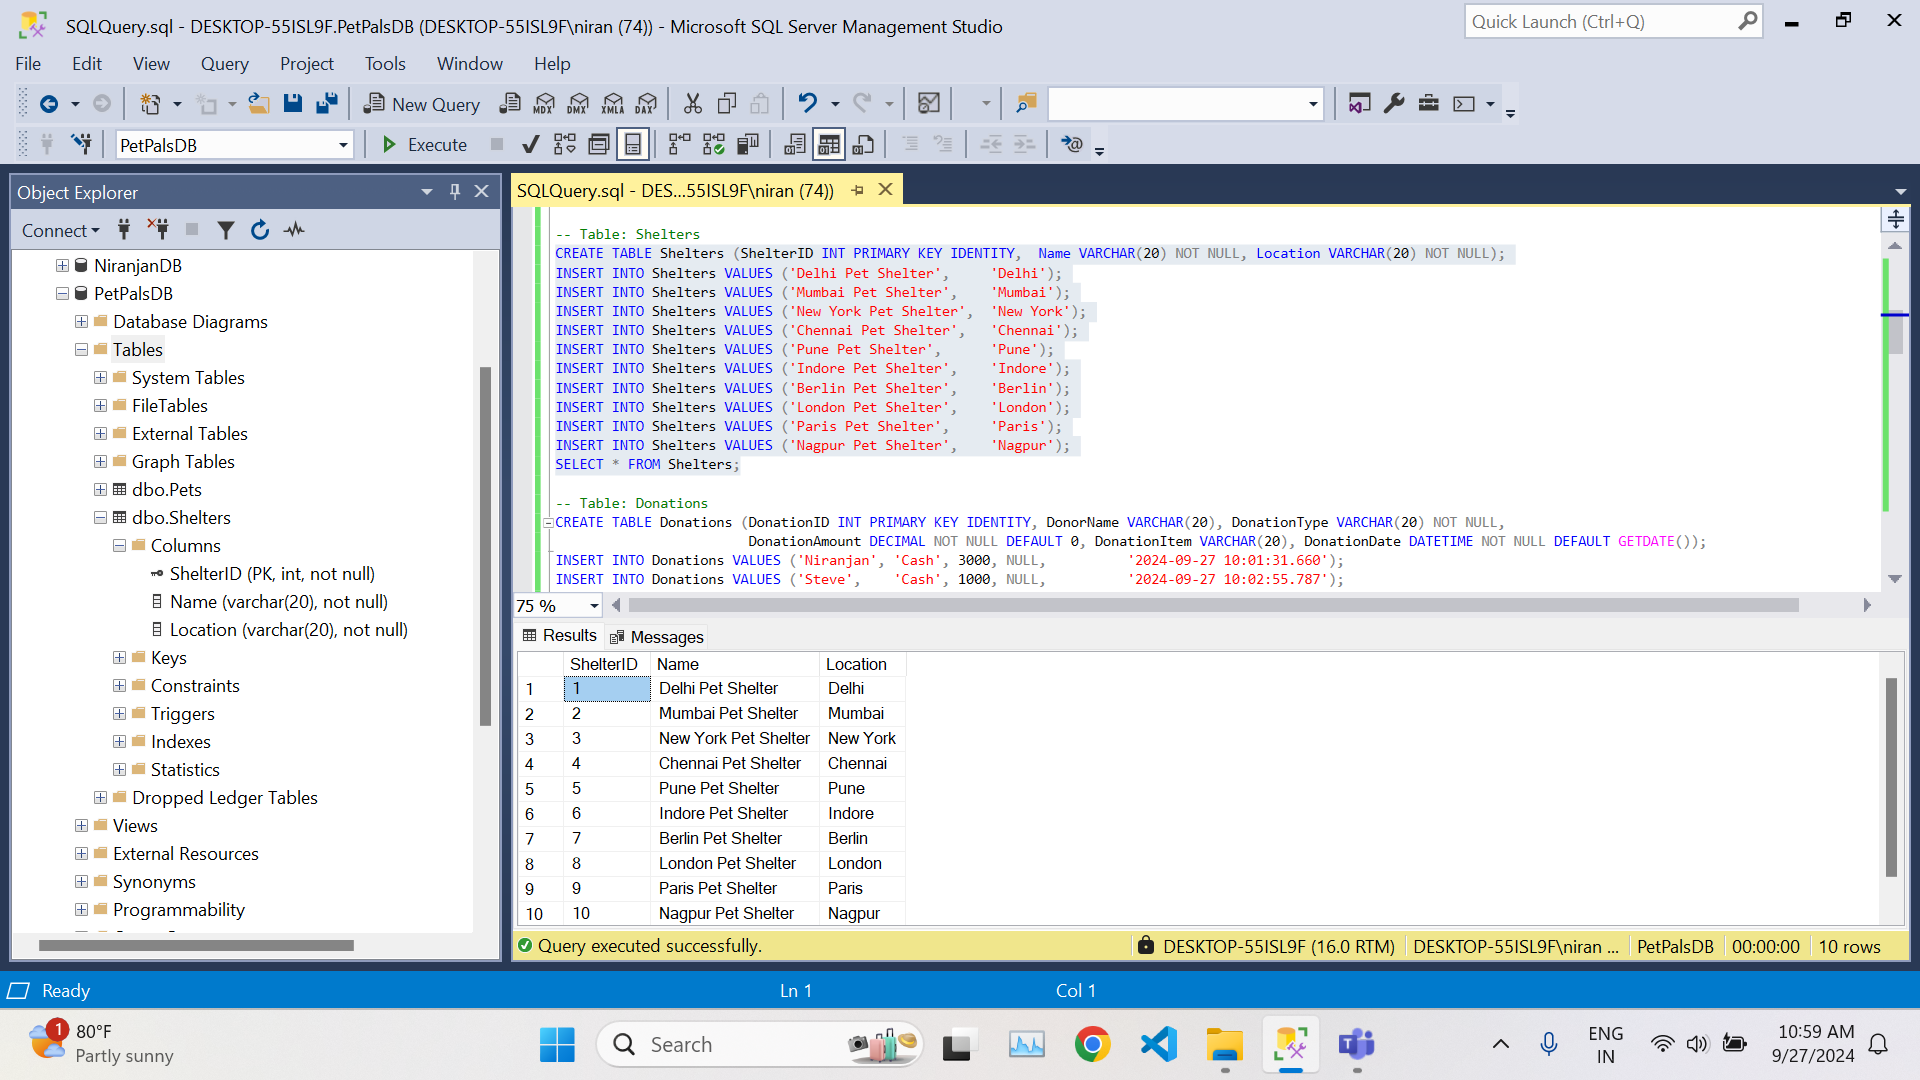 SQLQuery.sql - DESKTOP-55ISL9F.PetPalsDB (DESKTOP-55ISL9F\niran (74)) - Microsoft SQL Server Management Studio
Quick Launch (Ctrl+Q)
File Edit View Query Project Tools Window Help
New Query MDX DMX XMLA DAX
PetPalsDB Execute
Object Explorer
Connect
NiranjanDB
PetPalsDB
Database Diagrams
Tables
System Tables
FileTables
External Tables
Graph Tables
dbo.Pets
dbo.Shelters
Columns
ShelterID (PK, int, not null)
Name (varchar(20), not null)
Location (varchar(20), not null)
Keys
Constraints
Triggers
Indexes
Statistics
Dropped Ledger Tables
Views
External Resources
Synonyms
Programmability
SQLQuery.sql - DES...55ISL9F\niran (74))
-- Table: Shelters
CREATE TABLE Shelters (ShelterID INT PRIMARY KEY IDENTITY,  Name VARCHAR(20) NOT NULL, Location VARCHAR(20) NOT NULL);
INSERT INTO Shelters VALUES ('Delhi Pet Shelter',     'Delhi');
INSERT INTO Shelters VALUES ('Mumbai Pet Shelter',    'Mumbai');
INSERT INTO Shelters VALUES ('New York Pet Shelter',  'New York');
INSERT INTO Shelters VALUES ('Chennai Pet Shelter',   'Chennai');
INSERT INTO Shelters VALUES ('Pune Pet Shelter',      'Pune');
INSERT INTO Shelters VALUES ('Indore Pet Shelter',    'Indore');
INSERT INTO Shelters VALUES ('Berlin Pet Shelter',    'Berlin');
INSERT INTO Shelters VALUES ('London Pet Shelter',    'London');
INSERT INTO Shelters VALUES ('Paris Pet Shelter',     'Paris');
INSERT INTO Shelters VALUES ('Nagpur Pet Shelter',    'Nagpur');
SELECT * FROM Shelters;
-- Table: Donations
CREATE TABLE Donations (DonationID INT PRIMARY KEY IDENTITY, DonorName VARCHAR(20), DonationType VARCHAR(20) NOT NULL,
DonationAmount DECIMAL NOT NULL DEFAULT 0, DonationItem VARCHAR(20), DonationDate DATETIME NOT NULL DEFAULT GETDATE());
INSERT INTO Donations VALUES ('Niranjan', 'Cash', 3000, NULL,          '2024-09-27 10:01:31.660');
INSERT INTO Donations VALUES ('Steve',    'Cash', 1000, NULL,          '2024-09-27 10:02:55.787');
75 %
Results Messages
ShelterID Name Location
1 1 Delhi Pet Shelter Delhi
2 2 Mumbai Pet Shelter Mumbai
3 3 New York Pet Shelter New York
4 4 Chennai Pet Shelter Chennai
5 5 Pune Pet Shelter Pune
6 6 Indore Pet Shelter Indore
7 7 Berlin Pet Shelter Berlin
8 8 London Pet Shelter London
9 9 Paris Pet Shelter Paris
10 10 Nagpur Pet Shelter Nagpur
Query executed successfully. DESKTOP-55ISL9F (16.0 RTM) DESKTOP-55ISL9F\niran ... PetPalsDB 00:00:00 10 rows
Ready Ln 1 Col 1
1 80°F
Partly sunny
Search
ENG
IN
10:59 AM
9/27/2024